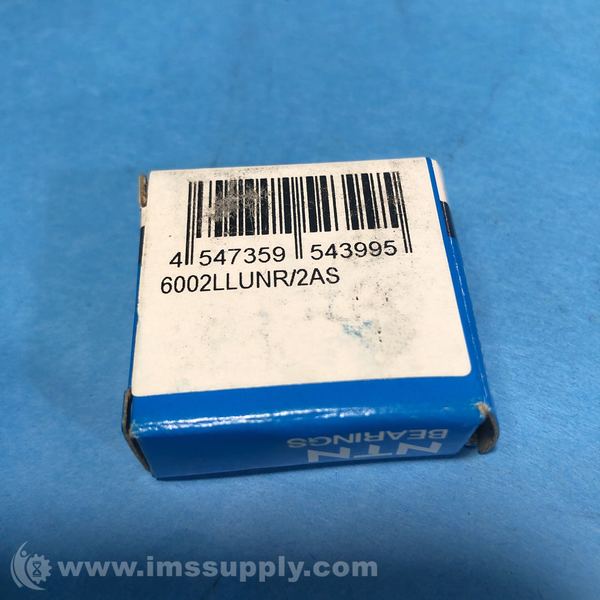 4 547359 543995
6002LLUNR/2AS
NTN
BEARINGS
www.imssupply.com